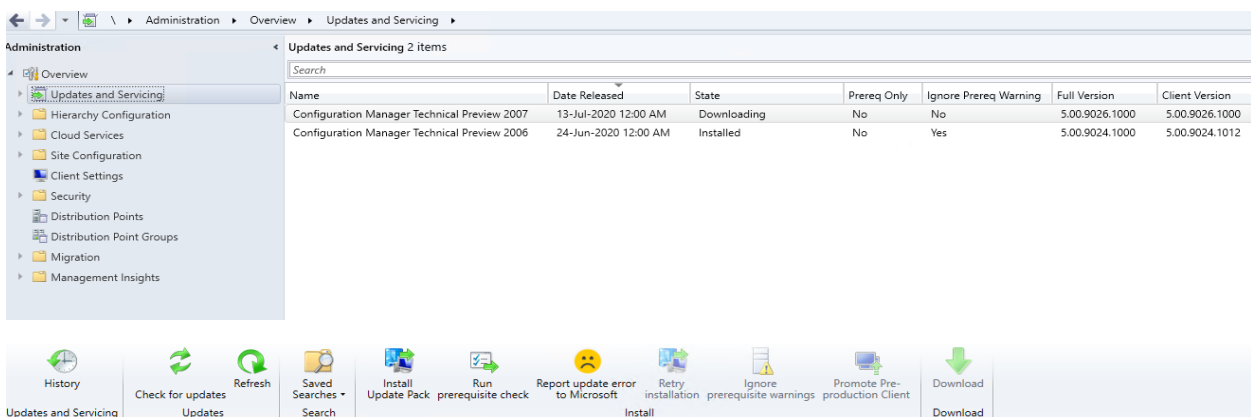 \ Administration Overview Updates and Servicing
Administration
Updates and Servicing 2 items
Overview
Search
Updates and Servicing
Hierarchy Configuration
Cloud Services
Site Configuration
Client Settings
Security
Distribution Points
Distribution Point Groups
Migration
Management Insights
Name Date Released State Prereq Only Ignore Prereq Warning Full Version Client Version
Configuration Manager Technical Preview 2007 13-Jul-2020 12:00 AM Downloading No No 5.00.9026.1000 5.00.9026.1000
Configuration Manager Technical Preview 2006 24-Jun-2020 12:00 AM Installed No Yes 5.00.9024.1000 5.00.9024.1012
History
Check for updates
Refresh
Saved
Searches
Install
Update Pack
Run
prerequisite check
Report update error
to Microsoft
Retry
installation
Ignore
prerequisite warnings
Promote Pre-
production Client
Download
Updates and Servicing Updates Search Install Download